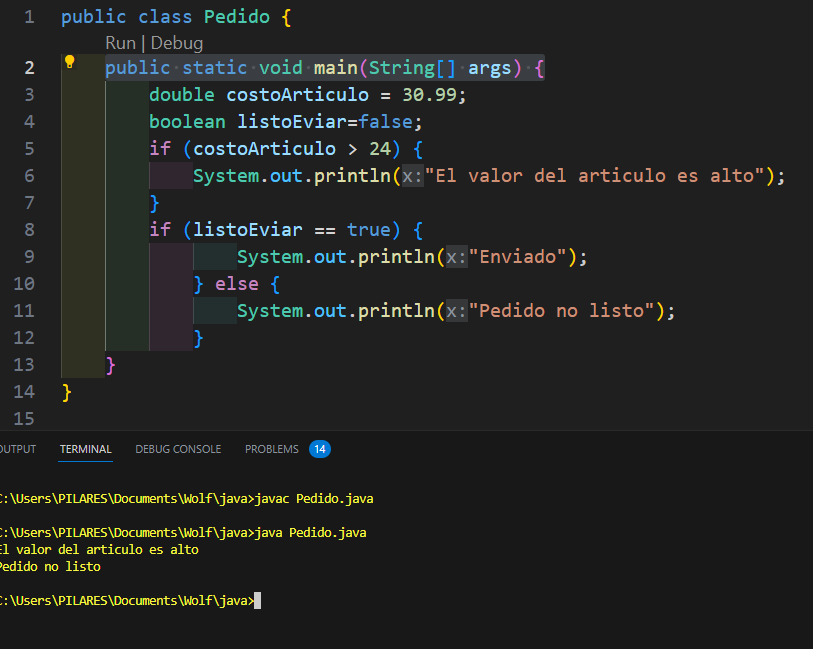 1 public class Pedido {
Run | Debug
2 public static void main(String[] args) {
3 double costoArticulo = 30.99;
4 boolean listoEviar=false;
5 if (costoArticulo > 24) {
6 System.out.println(x:"El valor del articulo es alto");
7 }
8 if (listoEviar == true) {
9 System.out.println(x:"Enviado");
10 } else {
11 System.out.println(x:"Pedido no listo");
12 }
13 }
14 }
15
OUTPUT TERMINAL DEBUG CONSOLE PROBLEMS 14
C:\Users\PILARES\Documents\Wolf\java>javac Pedido.java
C:\Users\PILARES\Documents\Wolf\java>java Pedido.java
El valor del articulo es alto
Pedido no listo
C:\Users\PILARES\Documents\Wolf\java>